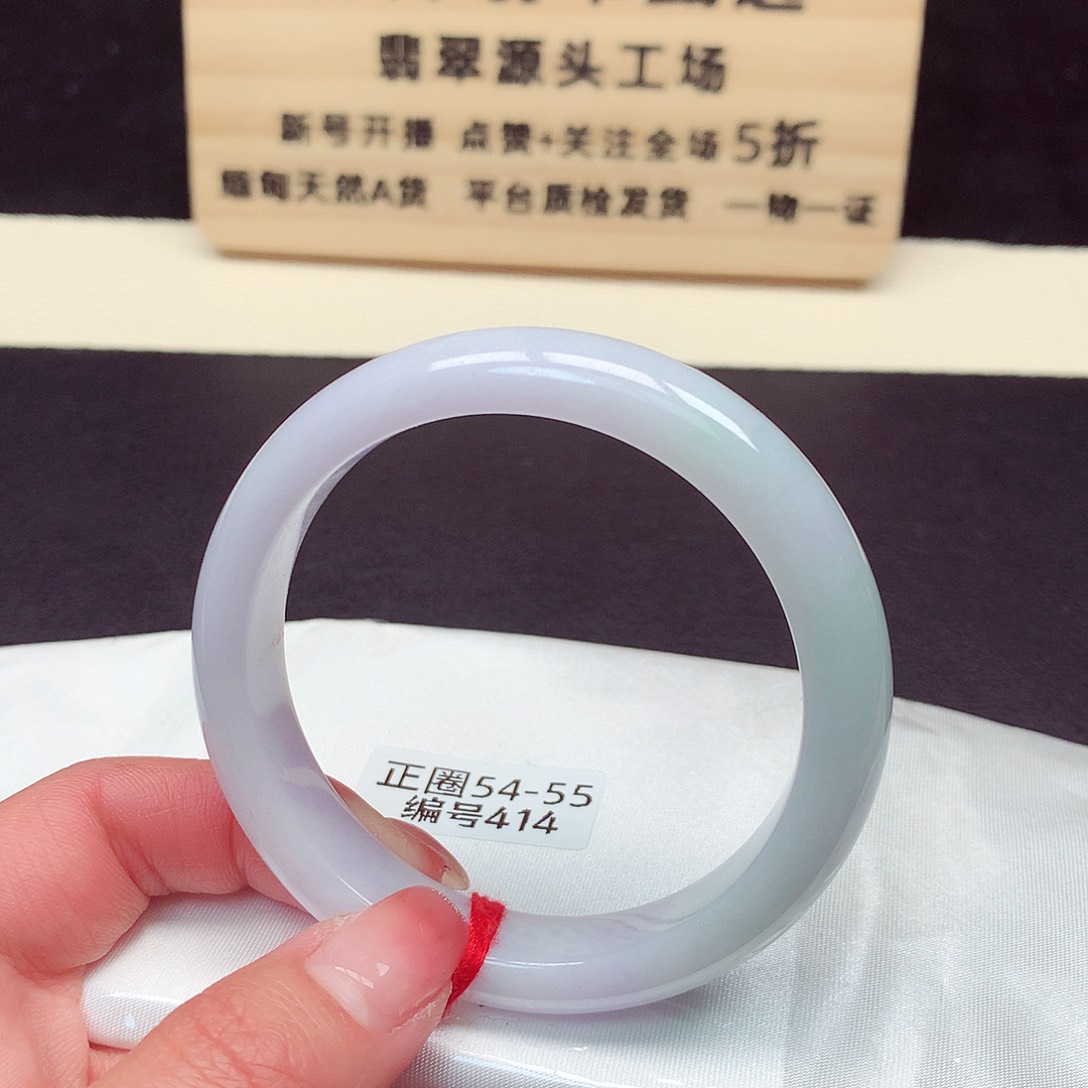 翡翠源头工场
新号开播 点赞+关注全场5折
缅甸天然A货 平台质检发货 一物一证
正圈54-55
编号414